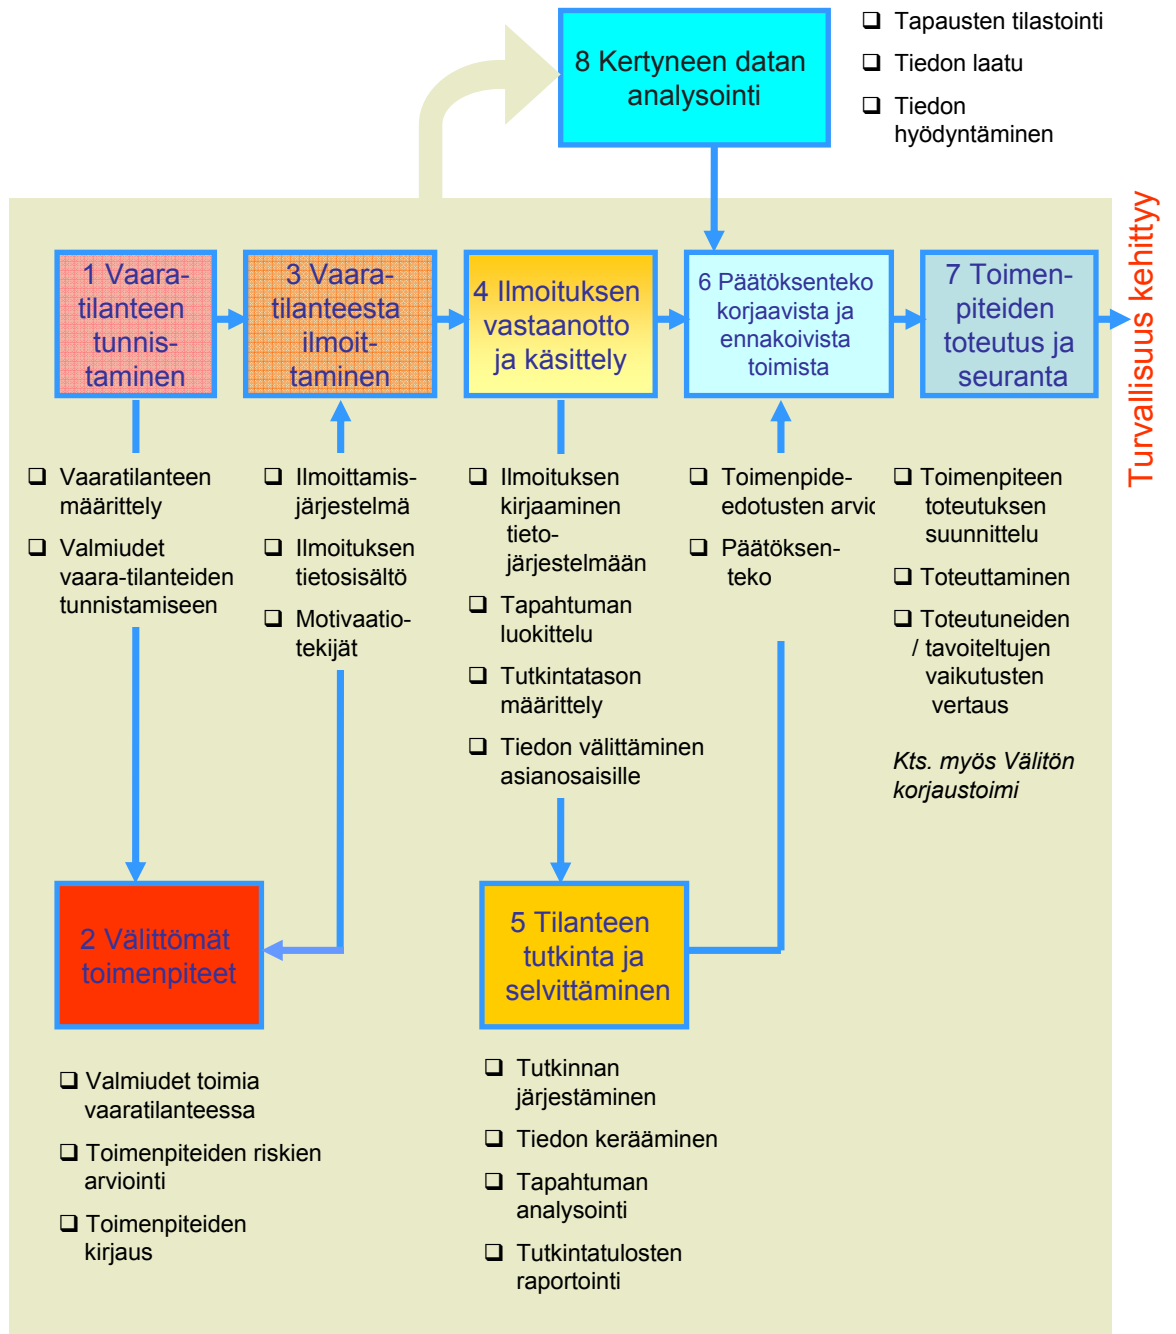 8 Kertyneen datan
analysointi
❑ Tapausten tilastointi
❑ Tiedon laatu
❑ Tiedon
hyödyntäminen
1 Vaara-
tilanteen
tunnis-
taminen
3 Vaara-
tilanteesta
ilmoit-
taminen
4 Ilmoituksen
vastaanotto
ja käsittely
6 Päätöksenteko
korjaavista ja
ennakoivista
toimista
7 Toimen-
piteiden
toteutus ja
seuranta
Turvallisuus kehittyy
❑ Vaaratilanteen
määrittely
❑ Valmiudet
vaara-tilanteiden
tunnistamiseen
❑ Ilmoittamis-
järjestelmä
❑ Ilmoituksen
tietosisältö
❑ Motivaatio-
tekijät
❑ Ilmoituksen
kirjaaminen
tieto-
järjestelmään
❑ Tapahtuman
luokittelu
❑ Tutkintatason
määrittely
❑ Tiedon välittäminen
asianosaisille
❑ Toimenpide-
edotusten arvio
❑ Päätöksen-
teko
❑ Toimenpiteen
toteutuksen
suunnittelu
❑ Toteuttaminen
❑ Toteutuneiden
/ tavoiteltujen
vaikutusten
vertaus
Kts. myös Välitön
korjaustoimi
2 Välittömät
toimenpiteet
5 Tilanteen
tutkinta ja
selvittäminen
❑ Valmiudet toimia
vaaratilanteessa
❑ Toimenpiteiden riskien
arviointi
❑ Toimenpiteiden
kirjaus
❑ Tutkinnan
järjestäminen
❑ Tiedon kerääminen
❑ Tapahtuman
analysointi
❑ Tutkintatulosten
raportointi